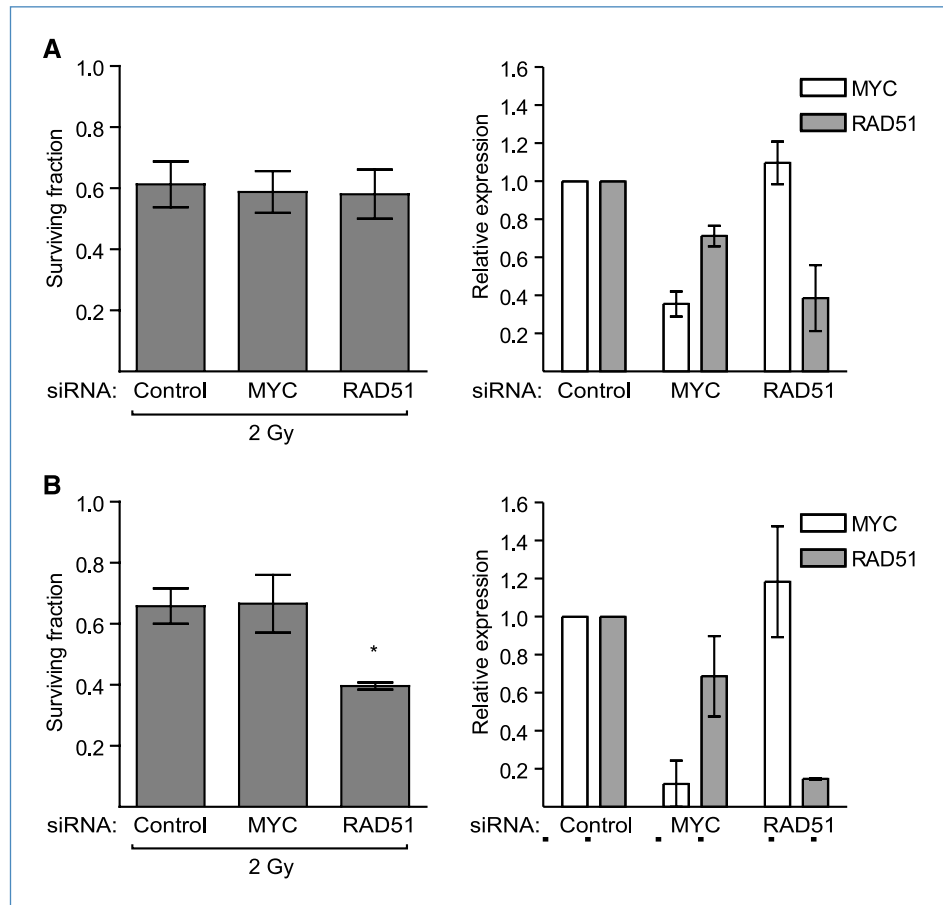 A
1.0
0.8
0.6
0.4
0.2
Surviving fraction
siRNA: Control MYC RAD51
2 Gy
1.6
1.4
1.2
1.0
0.8
0.6
0.4
0.2
Relative expression
MYC
RAD51
siRNA: Control MYC RAD51
B
1.0
0.8
0.6
0.4
0.2
Surviving fraction
*
siRNA: Control MYC RAD51
2 Gy
1.6
1.4
1.2
1.0
0.8
0.6
0.4
0.2
Relative expression
MYC
RAD51
siRNA: Control MYC RAD51